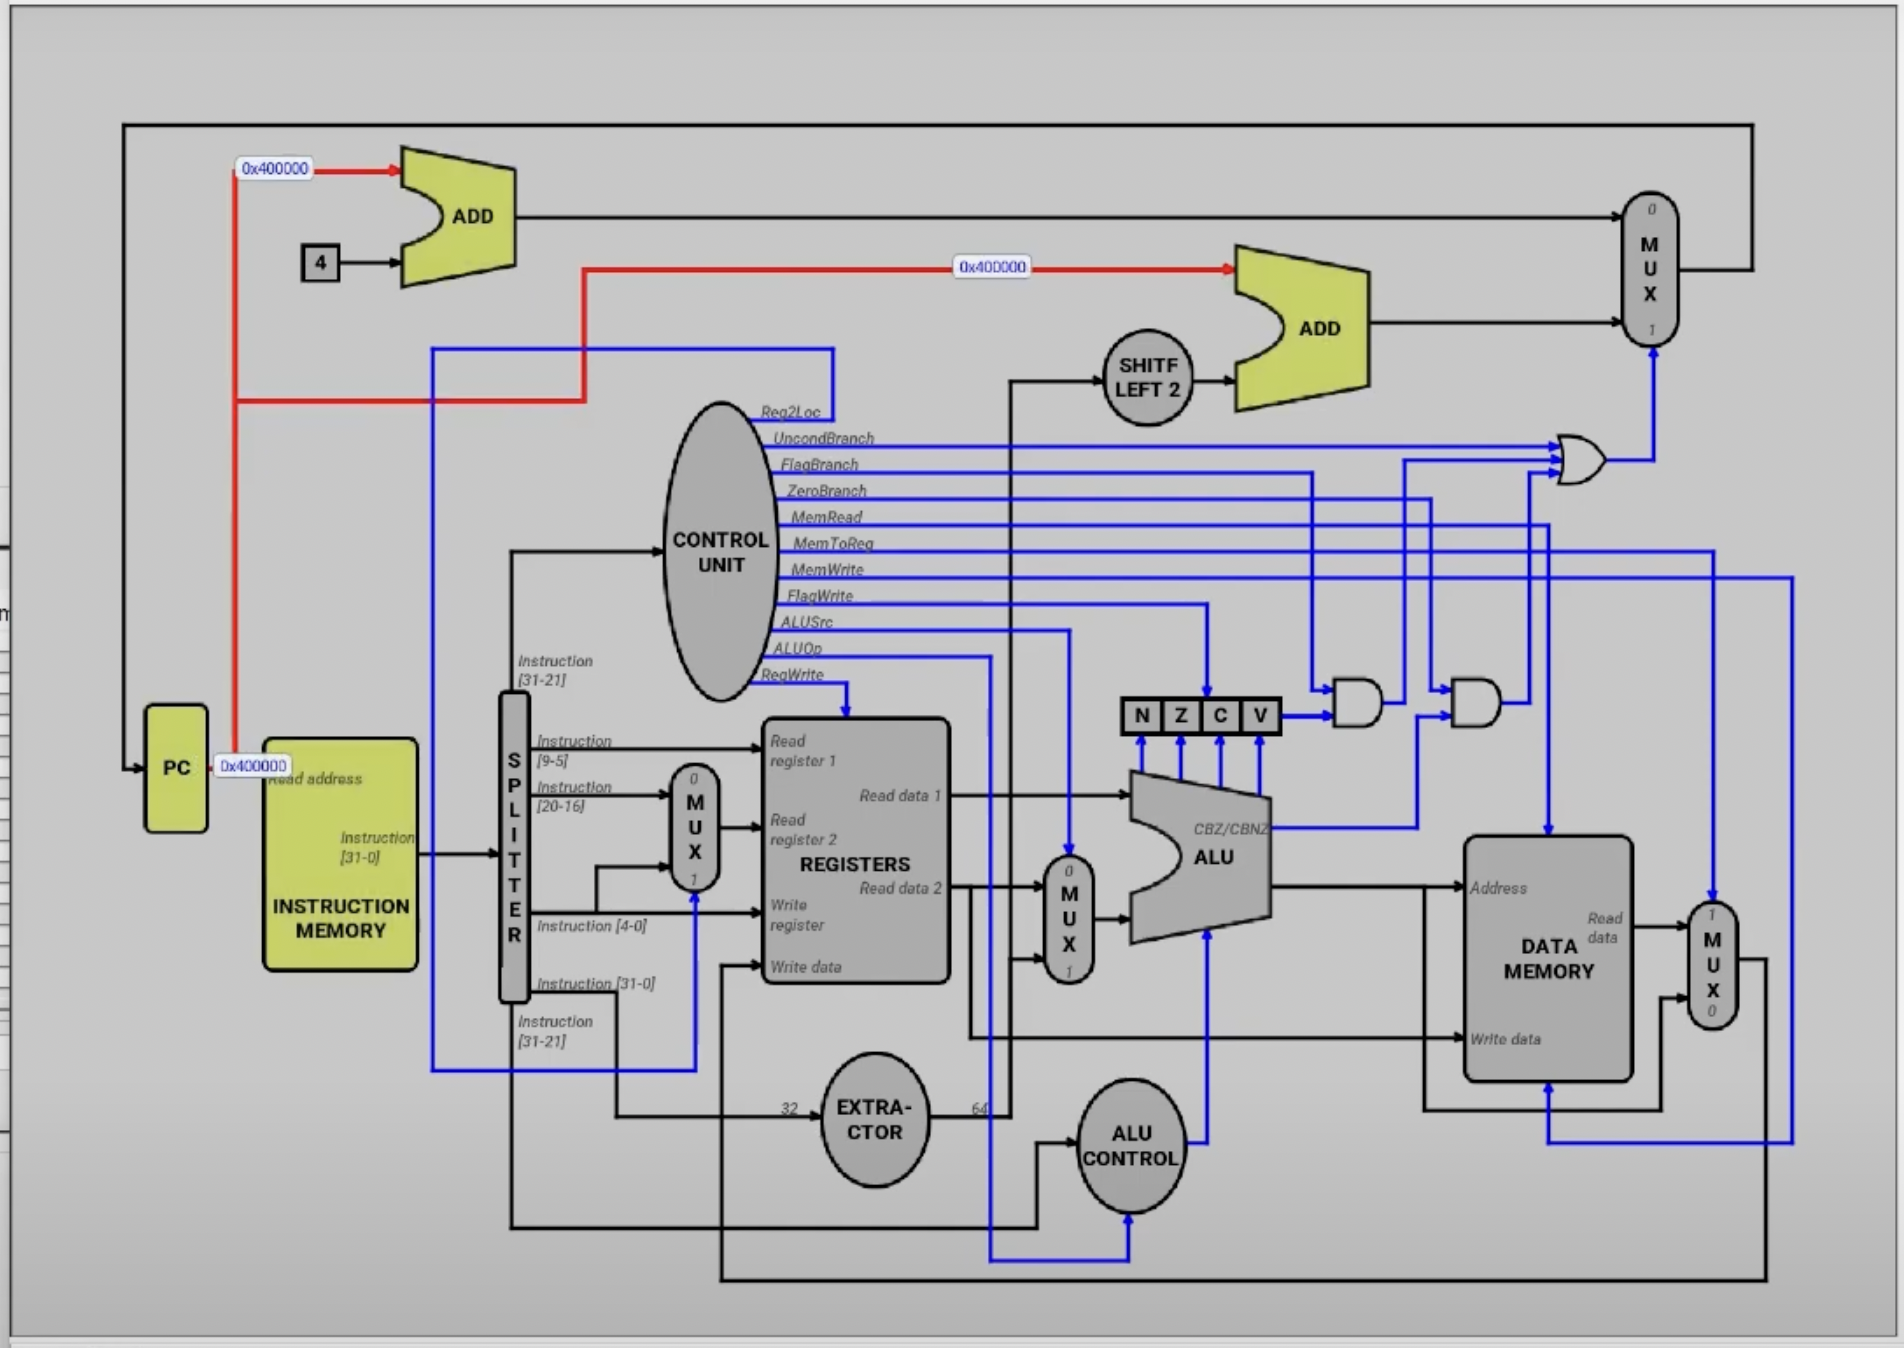 0x400000
ADD
4
0x400000
ADD
0
M
U
X
1
SHITF
LEFT 2
Reg2Loc
UncondBranch
FlagBranch
ZeroBranch
MemRead
MemToReg
MemWrite
FlagWrite
ALUSrc
ALUOp
RegWrite
CONTROL
UNIT
Instruction
[31-21]
PC
0x400000
Read address
Instruction
[31-0]
INSTRUCTION
MEMORY
S
P
L
I
T
T
E
R
Instruction
[9-5]
Instruction
[20-16]
Instruction [4-0]
Instruction [31-0]
Instruction
[31-21]
0
M
U
X
1
Read
register 1
Read data 1
Read
register 2
REGISTERS
Read data 2
Write
register
Write data
0
M
U
X
1
N Z C V
CBZ/CBNZ
ALU
Address
Read
data
DATA
MEMORY
Write data
1
M
U
X
0
32
EXTRA-
CTOR
64
ALU
CONTROL